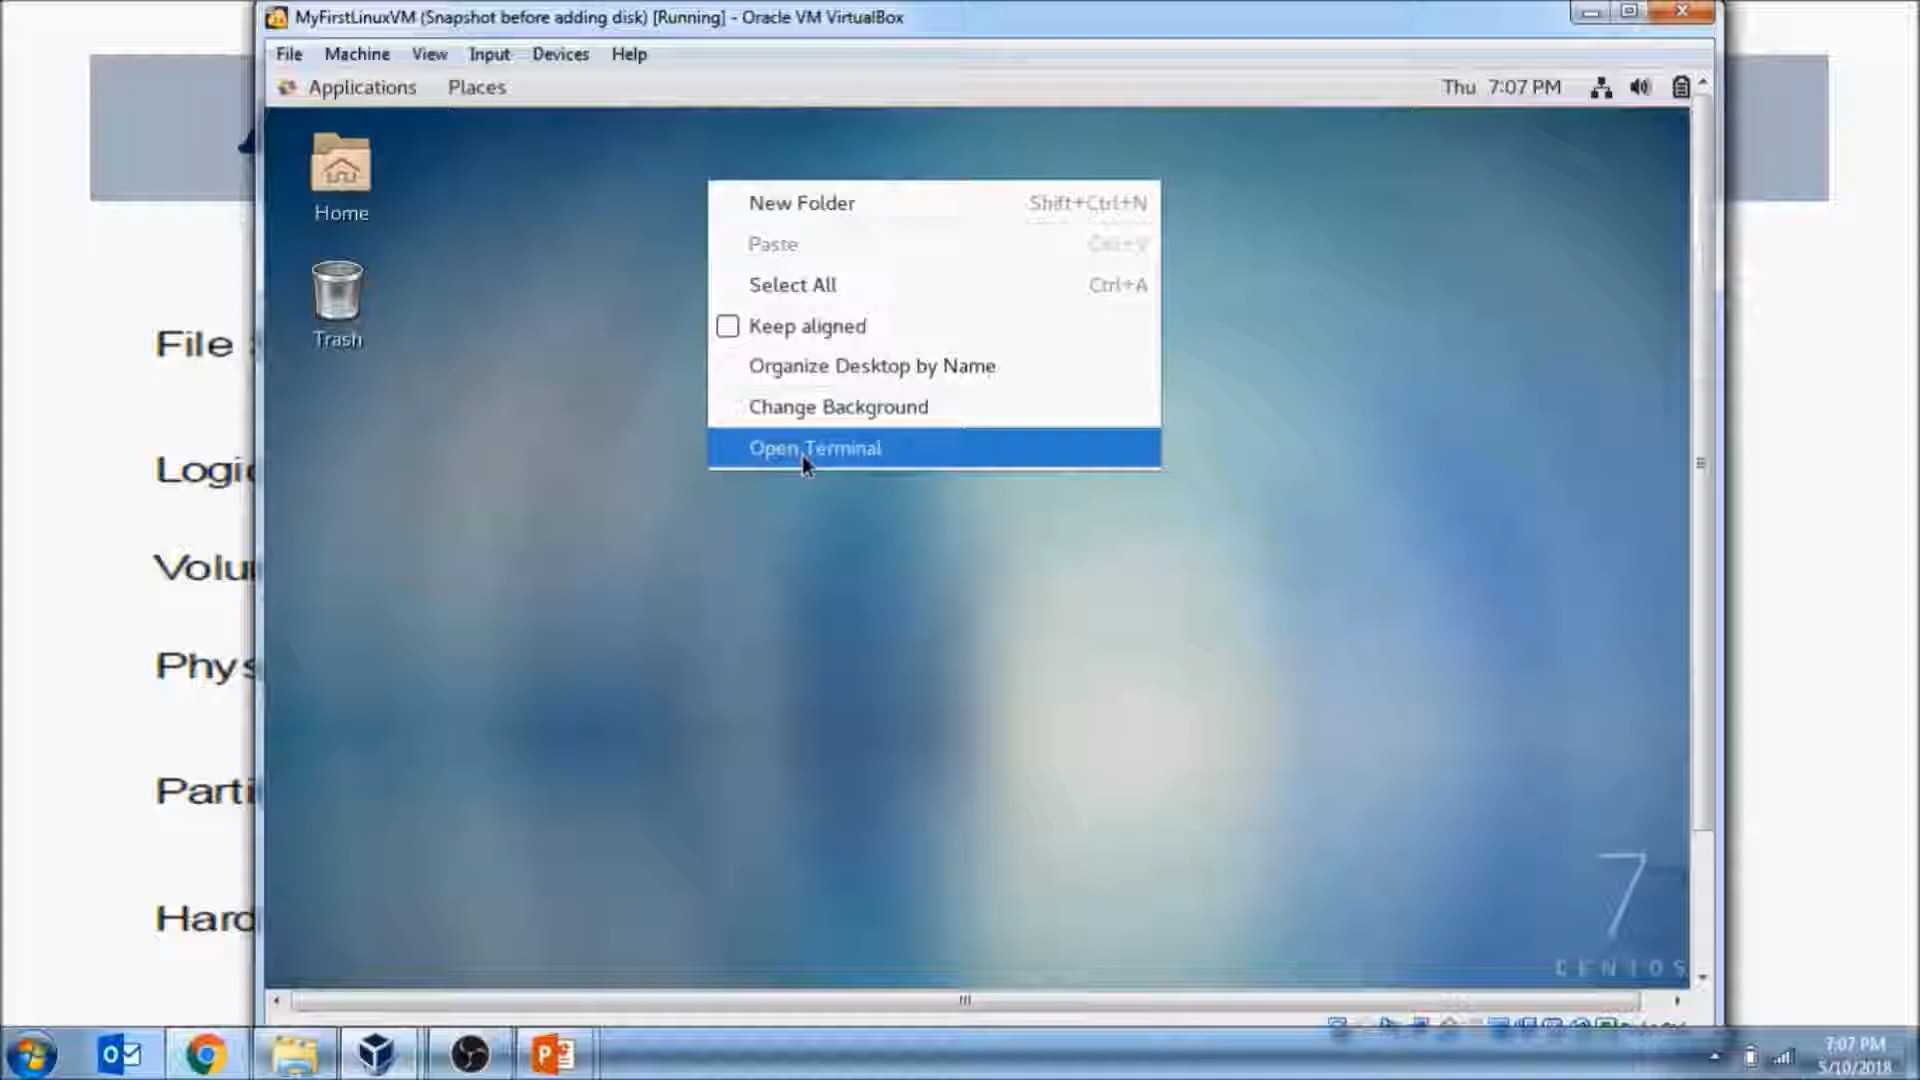 MyFirstLinuxVM (Snapshot before adding disk) [Running] - Oracle VM VirtualBox
File Machine View Input Devices Help
Applications Places Thu 7:07 PM
Home
Trash
New Folder Shift+Ctrl+N
Paste Ctrl+V
Select All Ctrl+A
Keep aligned
Organize Desktop by Name
Change Background
Open Terminal
File
Logic
Volu
Phys
Parti
Hard
7
CENTOS
7:07 PM
5/10/2018